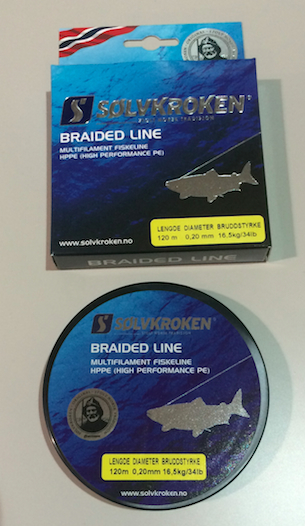 SØLVKROKEN
BRAIDED LINE
MULTIFILAMENT FISKELINE
HPPE (HIGH PERFORMANCE PE)
LENGDE DIAMETER BRUDDSTYRKE
120 m 0,20 mm 16,5kg/34lb
www.solvkroken.no
BRAIDED LINE
SØLVKROKEN
BRAIDED LINE
MULTIFILAMENT FISKELINE
HPPE (HIGH PERFORMANCE PE)
LENGDE DIAMETER BRUDDSTYRKE
120m 0,20mm 16,5kg/34lb
www.solvkroken.no